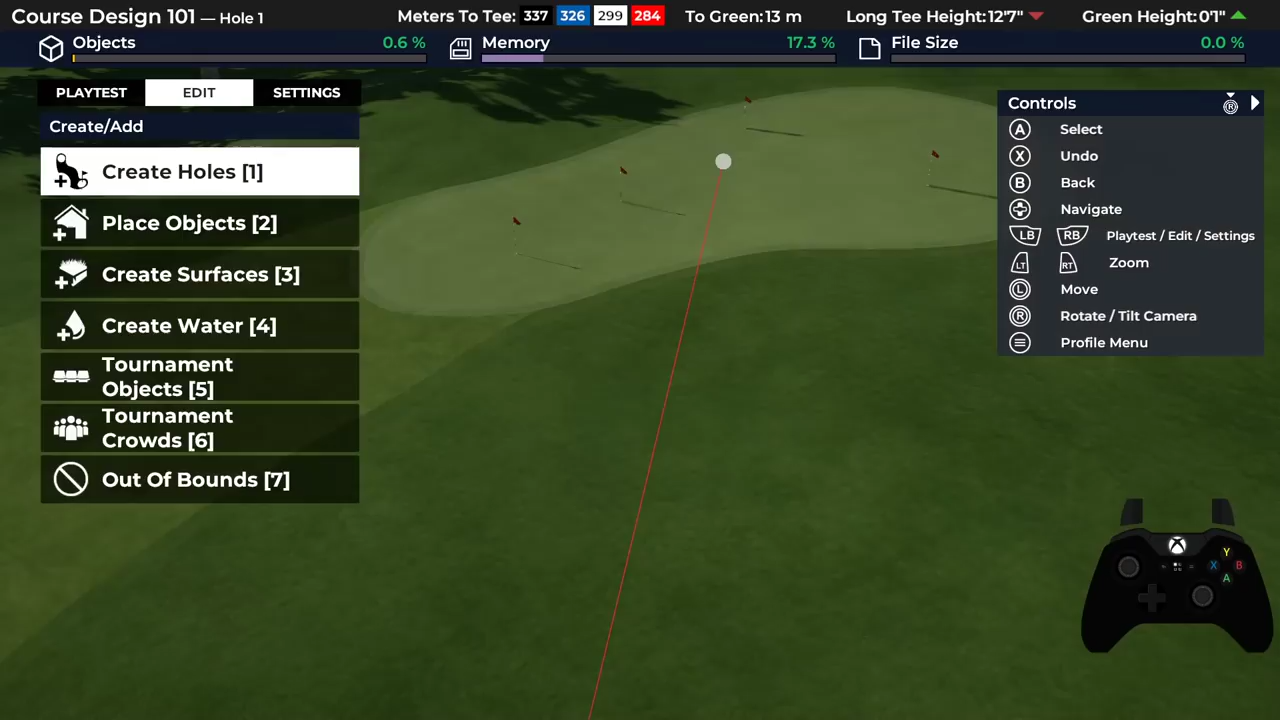 Course Design 101 — Hole 1
Meters To Tee: 337 326 299 284
To Green: 13 m
Long Tee Height: 12'7"
Green Height: 0'1"
Objects 0.6 %
Memory 17.3 %
File Size 0.0 %
PLAYTEST EDIT SETTINGS
Create/Add
Create Holes [1]
Place Objects [2]
Create Surfaces [3]
Create Water [4]
Tournament
Objects [5]
Tournament
Crowds [6]
Out Of Bounds [7]
Controls R
A Select
X Undo
B Back
Navigate
LB RB Playtest / Edit / Settings
LT RT Zoom
L Move
R Rotate / Tilt Camera
Profile Menu
Y
X B
A